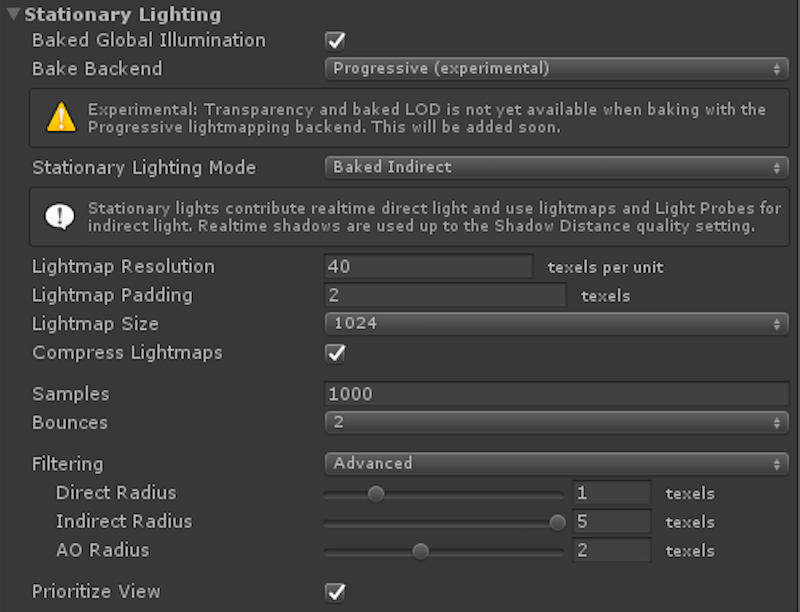 Stationary Lighting
Baked Global Illumination
Bake Backend Progressive (experimental)
Experimental: Transparency and baked LOD is not yet available when baking with the
Progressive lightmapping backend. This will be added soon.
Stationary Lighting Mode Baked Indirect
Stationary lights contribute realtime direct light and use lightmaps and Light Probes for
indirect light. Realtime shadows are used up to the Shadow Distance quality setting.
Lightmap Resolution 40 texels per unit
Lightmap Padding 2 texels
Lightmap Size 1024
Compress Lightmaps
Samples 1000
Bounces 2
Filtering Advanced
Direct Radius 1 texels
Indirect Radius 5 texels
AO Radius 2 texels
Prioritize View